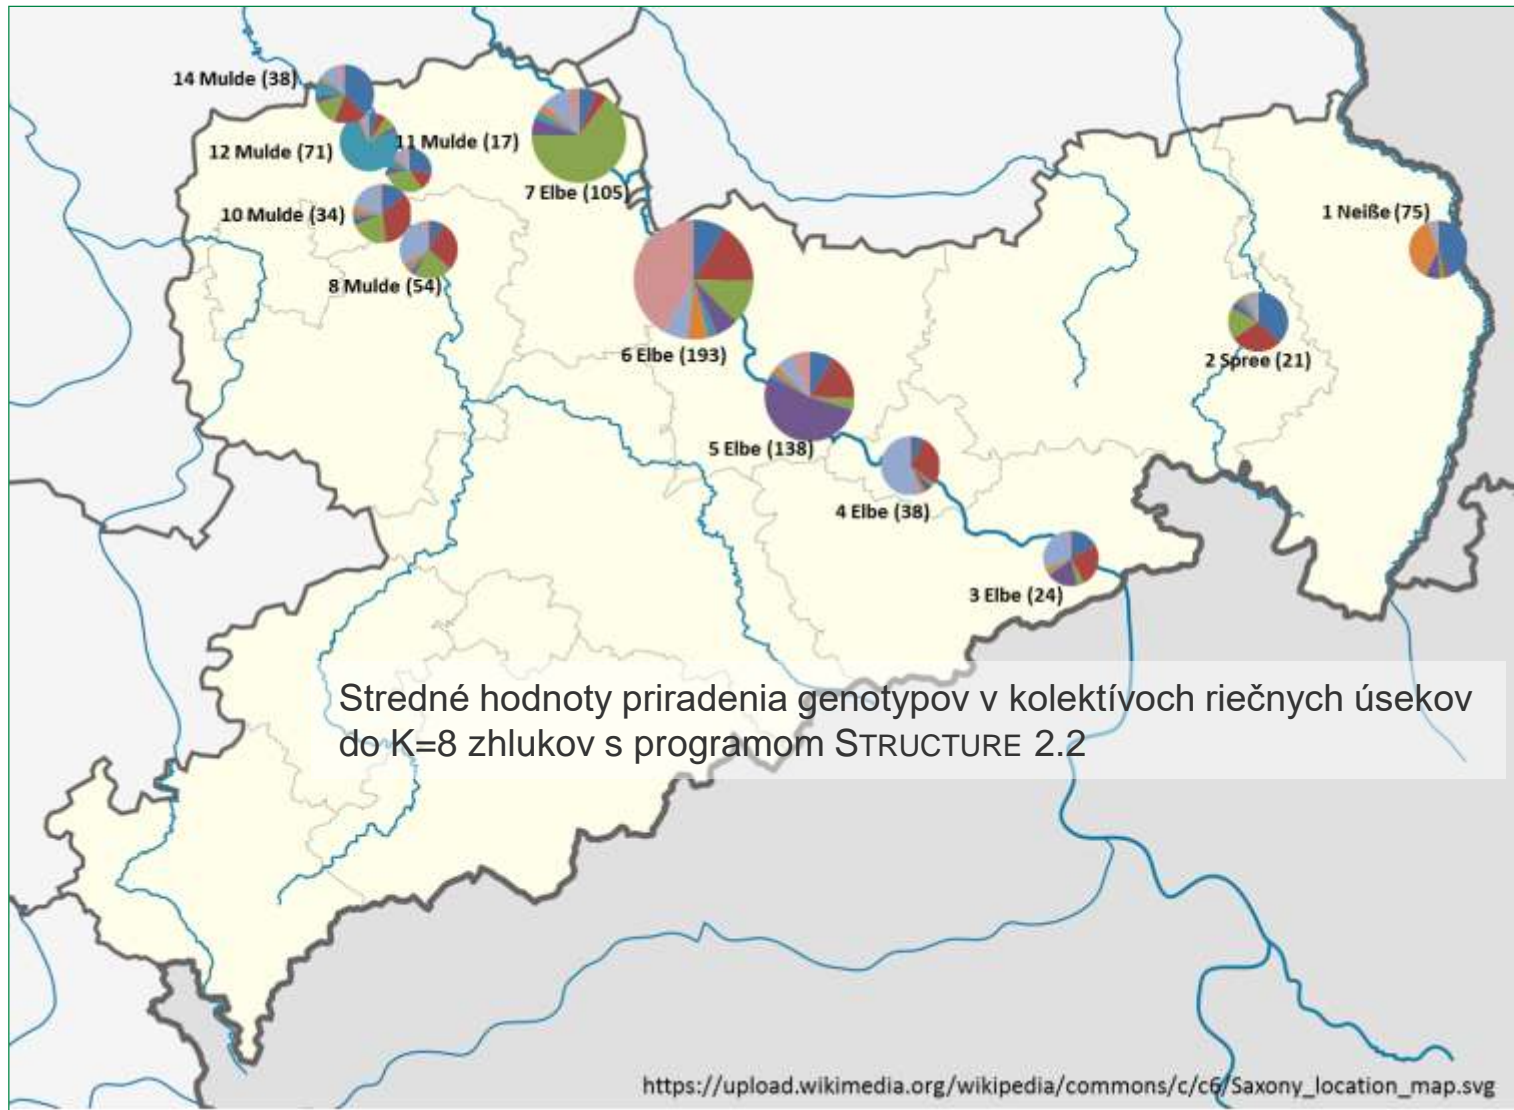 14 Mulde (38)
12 Mulde (71)
11 Mulde (17)
7 Elbe (105)
10 Mulde (34)
8 Mulde (54)
1 Neiße (75)
6 Elbe (193)
2 Spree (21)
5 Elbe (138)
4 Elbe (38)
3 Elbe (24)
Stredné hodnoty priradenia genotypov v kolektívoch riečnych úsekov
do K=8 zhlukov s programom STRUCTURE 2.2
https://upload.wikimedia.org/wikipedia/commons/c/c6/Saxony_location_map.svg